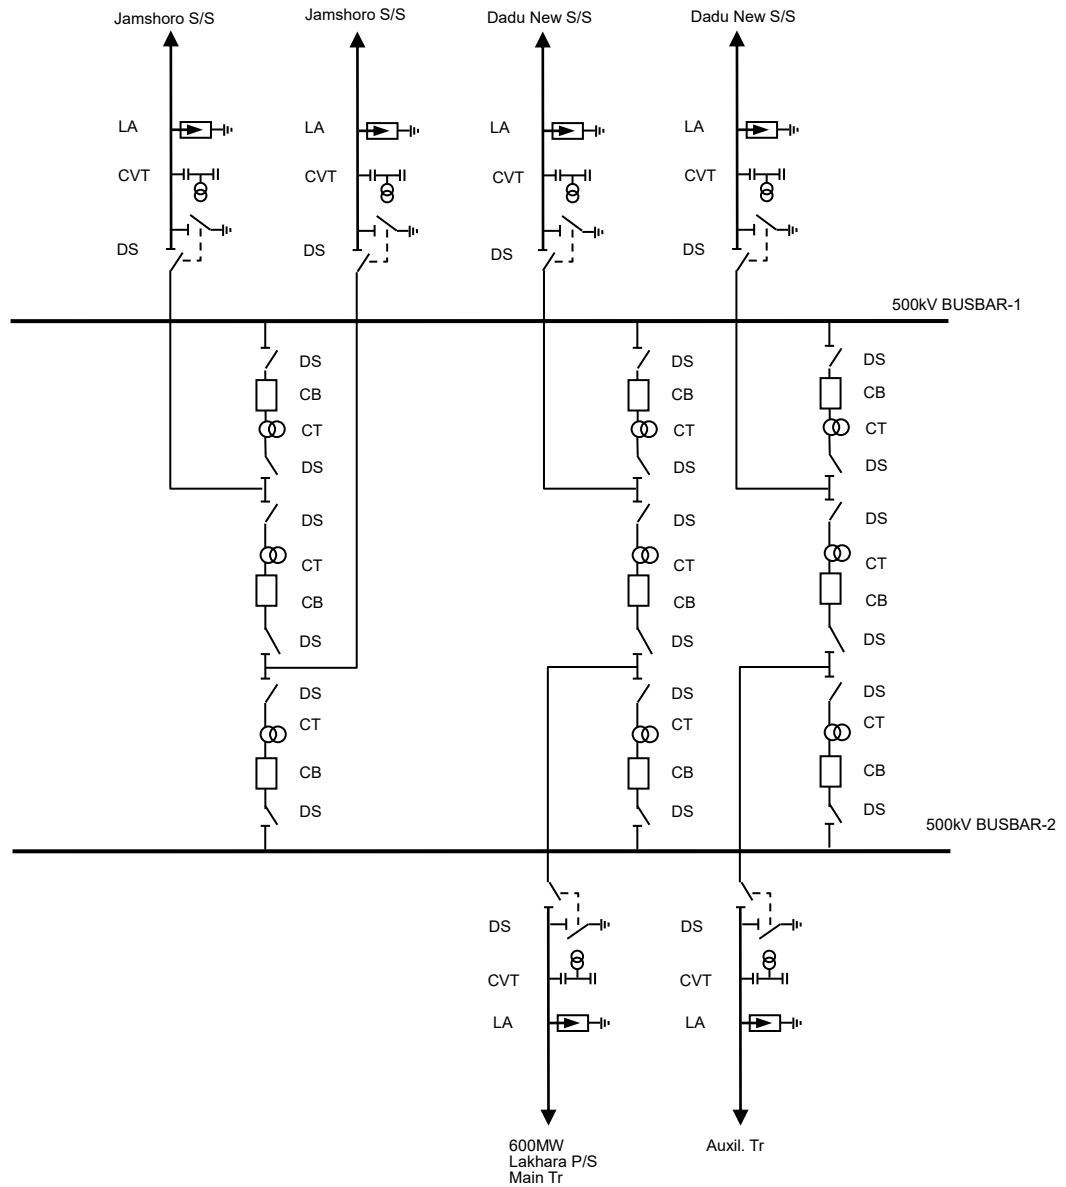 Jamshoro S/S
Jamshoro S/S
Dadu New S/S
Dadu New S/S
LA
LA
LA
LA
CVT
CVT
CVT
CVT
DS
DS
DS
DS
500kV BUSBAR-1
DS
DS
DS
CB
CB
CB
CT
CT
CT
DS
DS
DS
DS
DS
DS
CT
CT
CT
CB
CB
CB
DS
DS
DS
DS
DS
DS
CT
CT
CT
CB
CB
CB
DS
DS
DS
500kV BUSBAR-2
DS
DS
CVT
CVT
LA
LA
600MW
Lakhara P/S
Main Tr
Auxil. Tr